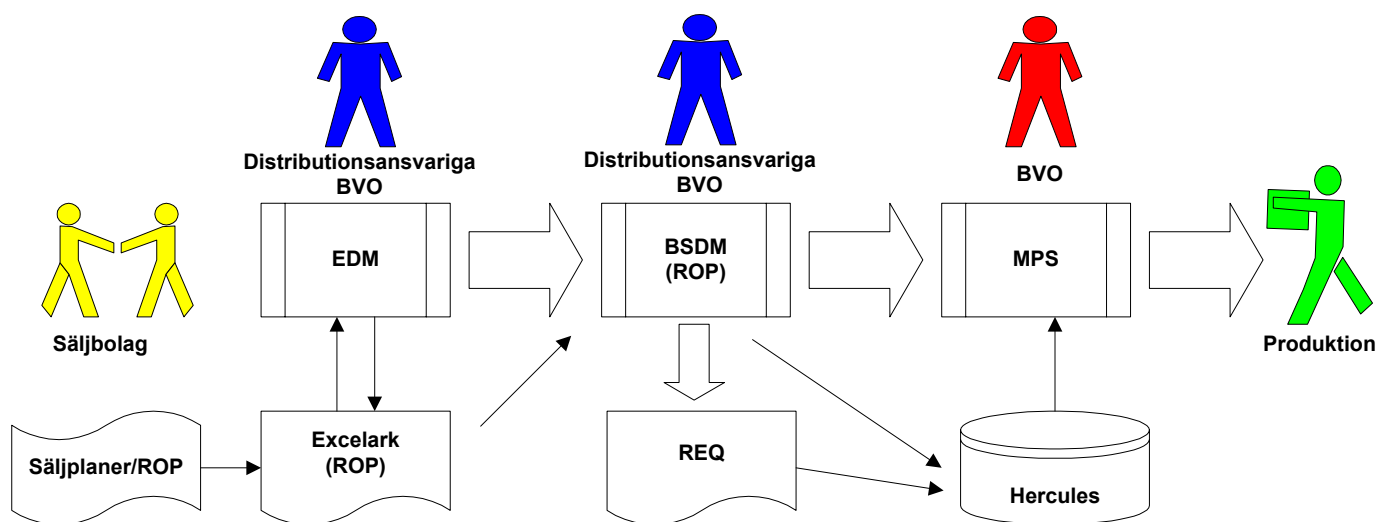 Distributionsansvariga
BVO
Distributionsansvariga
BVO
BVO
EDM
BSDM
(ROP)
MPS
Säljbolag
Produktion
Säljplaner/ROP
Excelark
(ROP)
REQ
Hercules